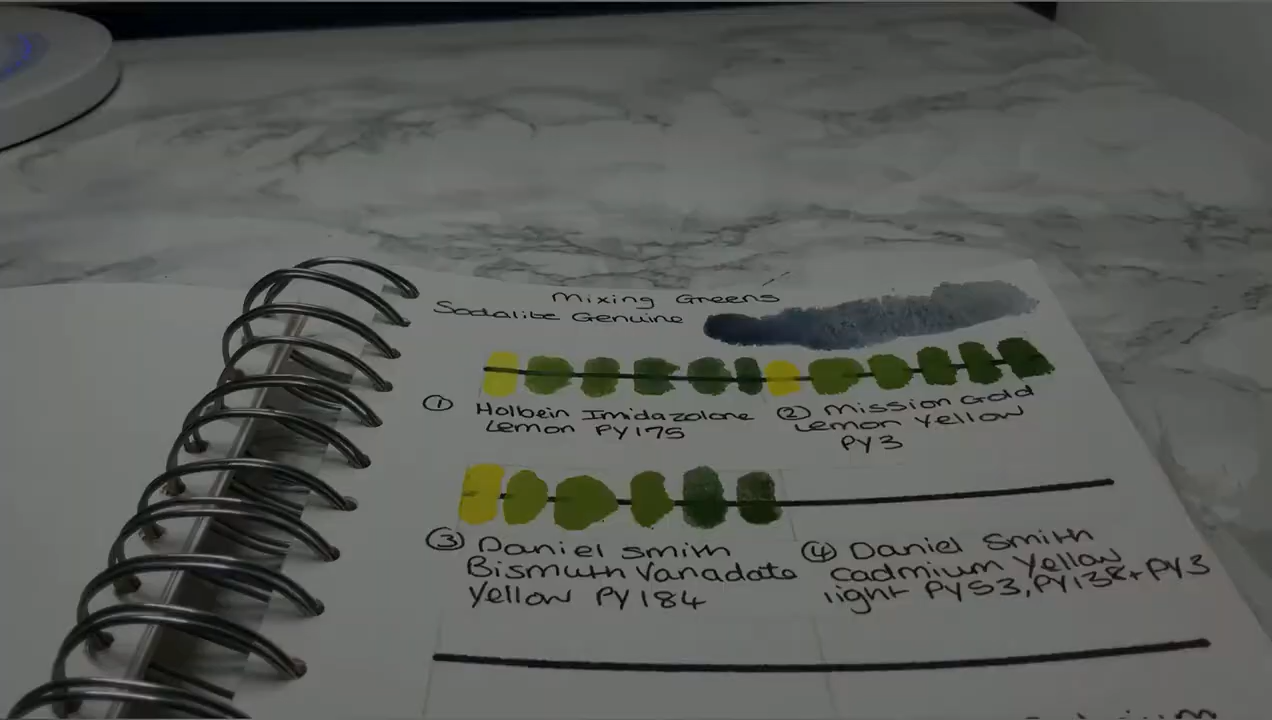 Mixing Greens
Sodalite Genuine
① Holbein Imidazolone
Lemon PY175
② Mission Gold
Lemon Yellow
PY3
③ Daniel Smith
Bismuth Vanadate
Yellow PY184
④ Daniel Smith
Cadmium Yellow
light PY53, PY138+PY3